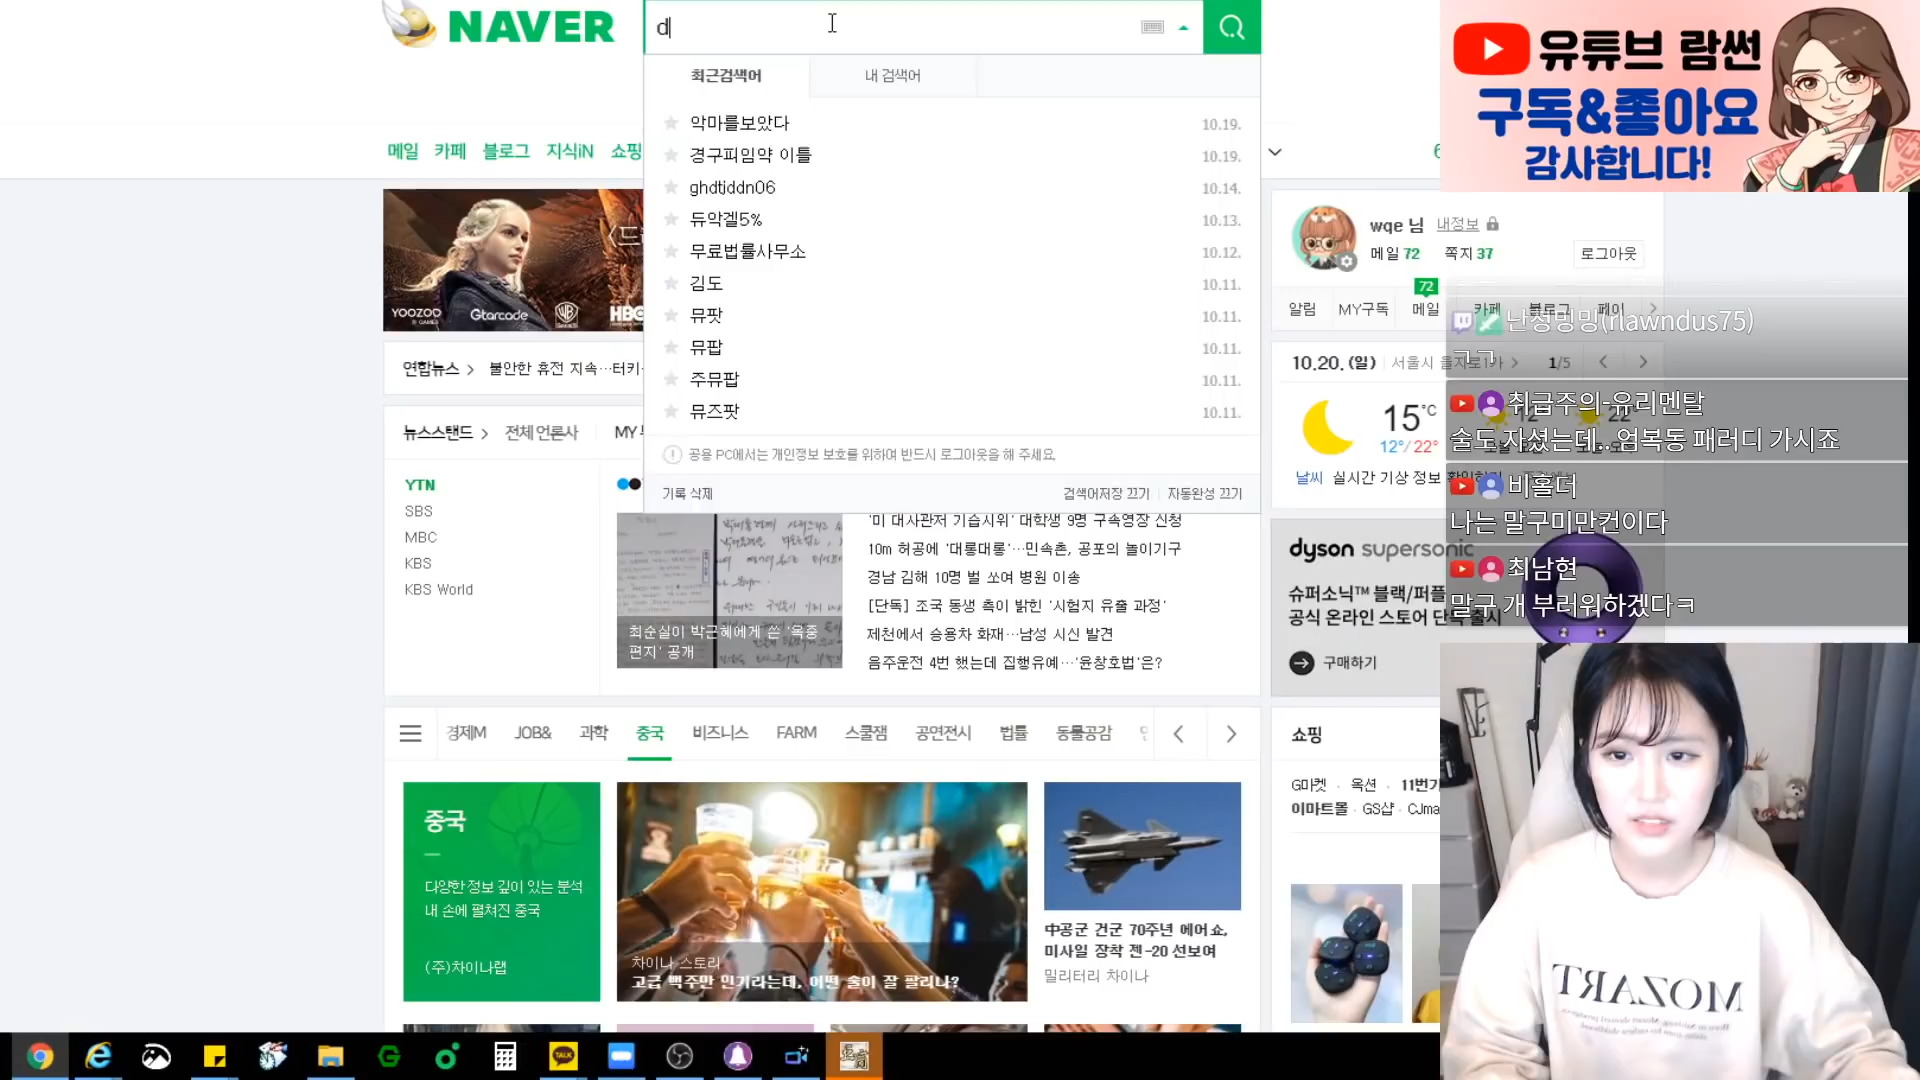 NAVER
d
최근검색어
내 검색어
악마를보았다
10.19.
경구피임약 이틀
10.19.
ghdtjddn06
10.14.
듀악겔5%
10.13.
무료법률사무소
10.12.
김도
10.11.
뮤팟
10.11.
뮤팝
10.11.
주뮤팝
10.11.
뮤즈팟
10.11.
공용 PC에서는 개인정보 보호를 위하여 반드시 로그아웃을 해 주세요.
기록 삭제
검색어저장 끄기
자동완성 끄기
메일 카페 블로그 지식iN 쇼핑
YOOZOO GAMES Gtarcade WB HBO
연합뉴스 > 불안한 휴전 지속…터키
뉴스스탠드 > 전체 언론사 MY
YTN
SBS
MBC
KBS
KBS World
최순실이 박근혜에게 쓴 '옥중
편지' 공개
'미 대사관저 기습시위' 대학생 9명 구속영장 신청
10m 허공에 '대롱대롱'…민속촌, 공포의 놀이기구
경남 김해 10명 벌 쏘여 병원 이송
[단독] 조국 동생 측이 밝힌 '시험지 유출 과정'
제천에서 승용차 화재…남성 시신 발견
음주운전 4번 했는데 집행유예…'윤창호법'은?
경제M JOB& 과학 중국 비즈니스 FARM 스쿨잼 공연전시 법률 동물공감
중국
다양한 정보 깊이 있는 분석
내 손에 펼쳐진 중국
(주)차이나랩
차이나 스토리
고급 백주만 인기라는데, 어떤 술이 잘 팔리나?
中공군 건군 70주년 에어쇼,
미사일 장착 젠-20 선보여
밀리터리 차이나
유튜브 람썬
구독&좋아요
감사합니다!
wqe 님 내정보
메일 72 쪽지 37
로그아웃
72
알림 MY구독 메일 카페 블로그 페이
10.20. (일) 서울시 을지로1가 > 1/5
15°C
12°/ 22°
날씨 실시간 기상 정보
dyson supersonic
슈퍼소닉™ 블랙/퍼플
공식 온라인 스토어 단독 출시
구매하기
쇼핑
G마켓 · 옥션 · 11번가
이마트몰 · GS샵 · CJma
난성밍밍(rlawndus75)
ㄱㄱ
취급주의-유리멘탈
술도 자셨는데.. 엄복동 패러디 가시죠
비홀더
나는 말구미만컨이다
최남현
말구 개 부러워하겠다ㅋ
MOZART
TALK